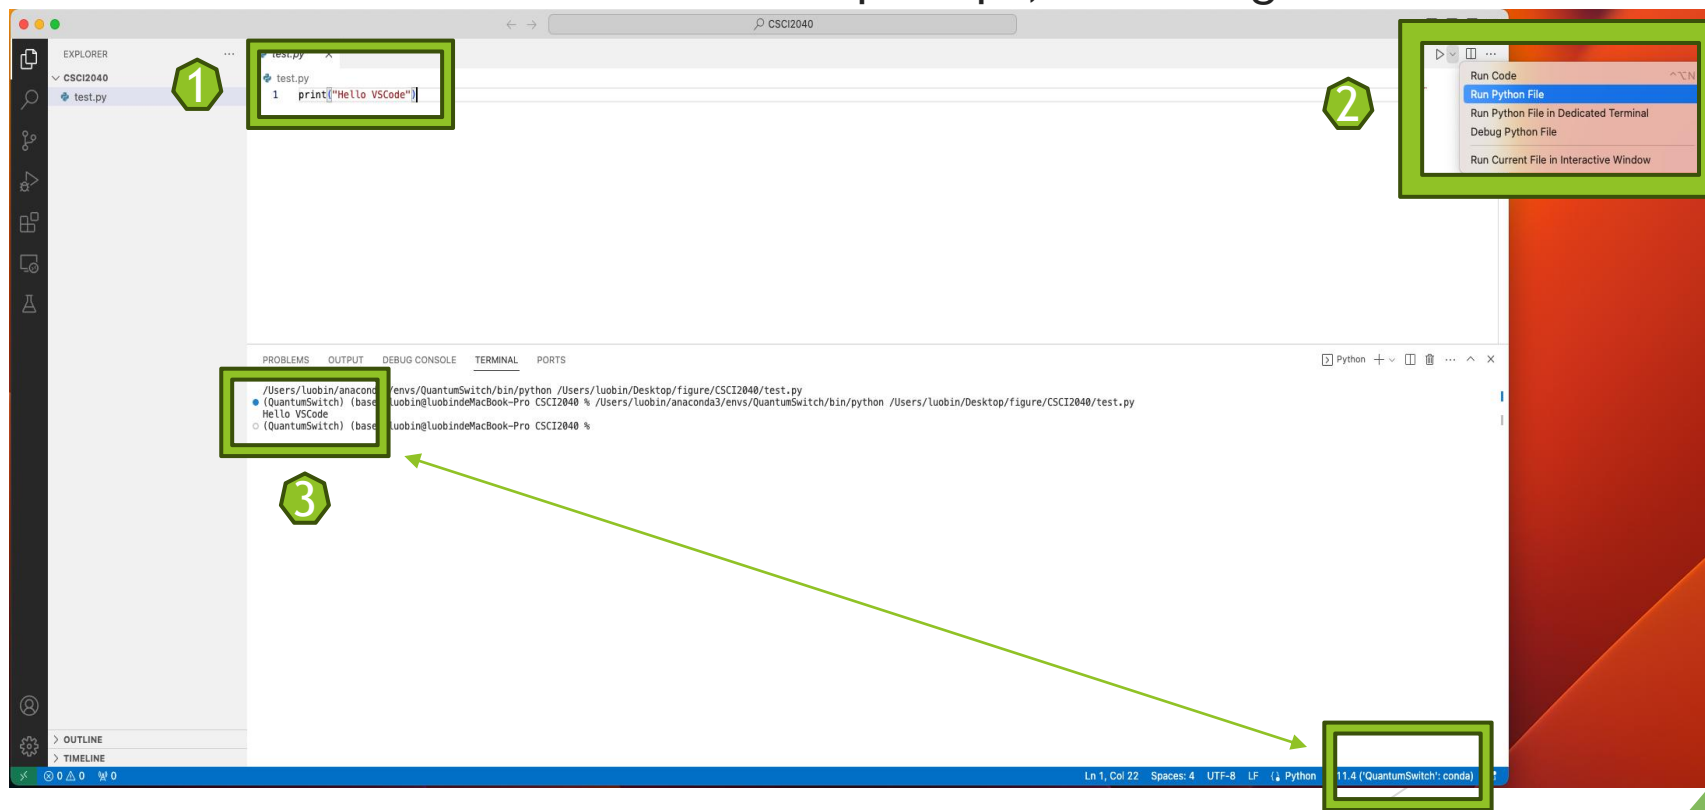 CSCI2040
EXPLORER
test.py
CSCI2040
test.py
test.py
1 print("Hello VSCode")
1
2
Run Code ^⌥N
Run Python File
Run Python File in Dedicated Terminal
Debug Python File
Run Current File in Interactive Window
PROBLEMS OUTPUT DEBUG CONSOLE TERMINAL PORTS
Python
/Users/luobin/anacond /envs/QuantumSwitch/bin/python /Users/luobin/Desktop/figure/CSCI2040/test.py
(QuantumSwitch) (base luobin@luobindeMacBook-Pro CSCI2040 % /Users/luobin/anaconda3/envs/QuantumSwitch/bin/python /Users/luobin/Desktop/figure/CSCI2040/test.py
Hello VSCode
(QuantumSwitch) (base luobin@luobindeMacBook-Pro CSCI2040 %
3
OUTLINE
TIMELINE
0 0 0
Ln 1, Col 22 Spaces: 4 UTF-8 LF Python 11.4 ('QuantumSwitch': conda)